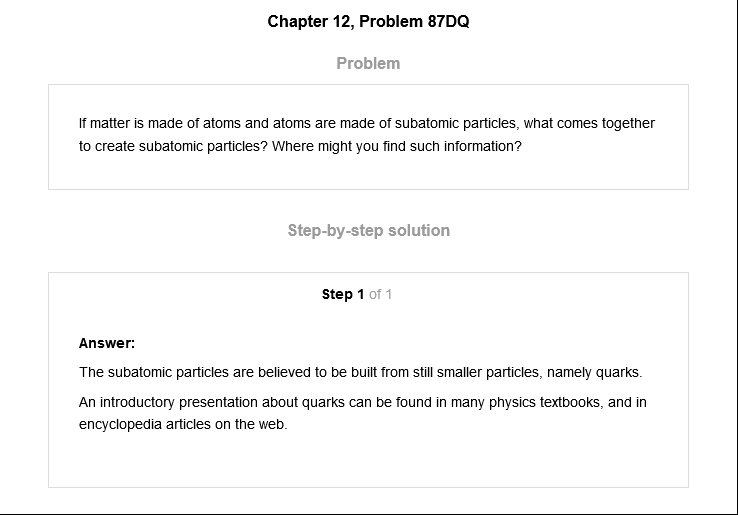 Chapter 12, Problem 87DQ
Problem
If matter is made of atoms and atoms are made of subatomic particles, what comes together
to create subatomic particles? Where might you find such information?
Step-by-step solution
Step 1 of 1
Answer:
The subatomic particles are believed to be built from still smaller particles, namely quarks.
An introductory presentation about quarks can be found in many physics textbooks, and in
encyclopedia articles on the web.